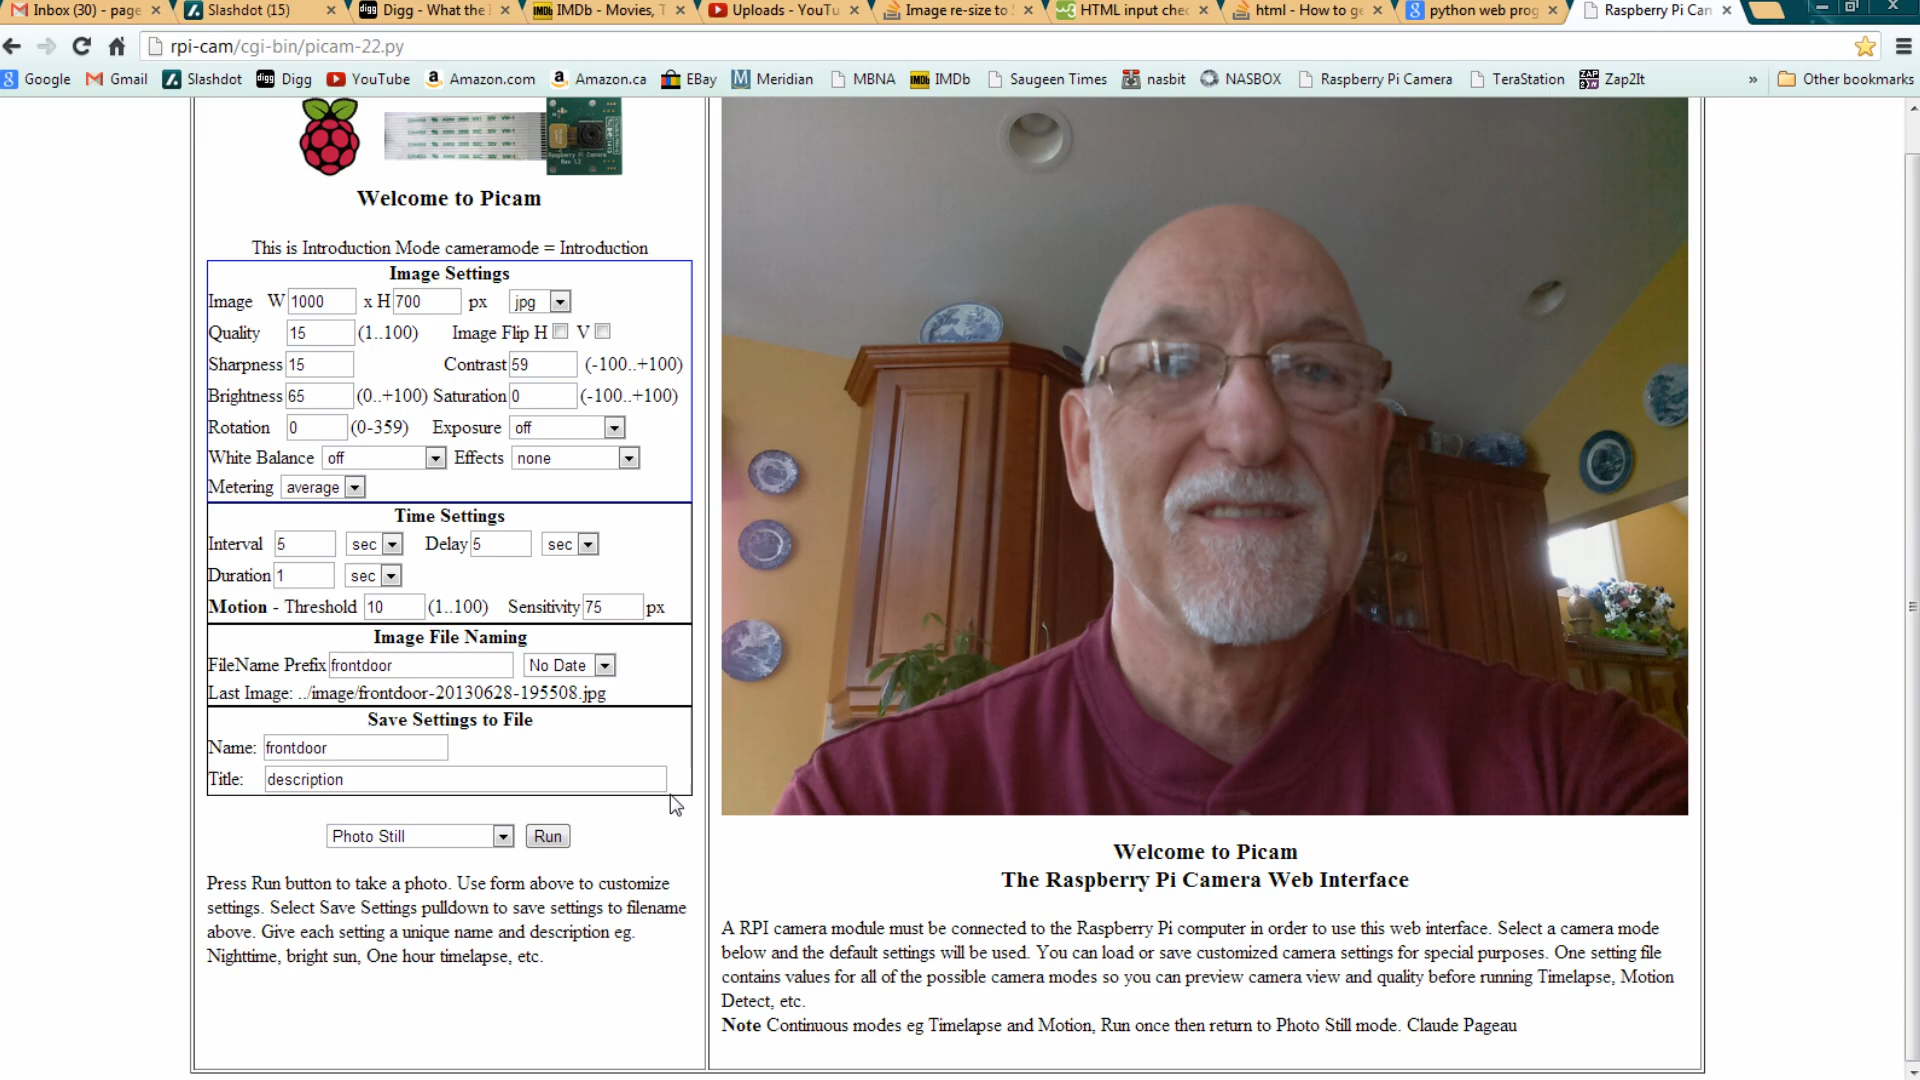 Inbox (30) - page
Slashdot (15)
Digg - What the
IMDb - Movies, T
Uploads - YouTu
Image re-size to
HTML input chec
html - How to ge
python web prog
Raspberry Pi Can
rpi-cam/cgi-bin/picam-22.py
Google Gmail Slashdot Digg YouTube Amazon.com Amazon.ca EBay Meridian MBNA IMDb Saugeen Times nasbit NASBOX Raspberry Pi Camera TeraStation Zap2It » Other bookmarks
Raspberry Pi Camera
Rev 1.3
Welcome to Picam
This is Introduction Mode cameramode = Introduction
Image Settings
Image W 1000 x H 700 px jpg
Quality 15 (1..100) Image Flip H V
Sharpness 15 Contrast 59 (-100..+100)
Brightness 65 (0..+100) Saturation 0 (-100..+100)
Rotation 0 (0-359) Exposure off
White Balance off Effects none
Metering average
Time Settings
Interval 5 sec Delay 5 sec
Duration 1 sec
Motion - Threshold 10 (1..100) Sensitivity 75 px
Image File Naming
FileName Prefix frontdoor No Date
Last Image: ../image/frontdoor-20130628-195508.jpg
Save Settings to File
Name: frontdoor
Title: description
Photo Still Run
Press Run button to take a photo. Use form above to customize
settings. Select Save Settings pulldown to save settings to filename
above. Give each setting a unique name and description eg.
Nighttime, bright sun, One hour timelapse, etc.
Welcome to Picam
The Raspberry Pi Camera Web Interface
A RPI camera module must be connected to the Raspberry Pi computer in order to use this web interface. Select a camera mode
below and the default settings will be used. You can load or save customized camera settings for special purposes. One setting file
contains values for all of the possible camera modes so you can preview camera view and quality before running Timelapse, Motion
Detect, etc.
Note Continuous modes eg Timelapse and Motion, Run once then return to Photo Still mode. Claude Pageau